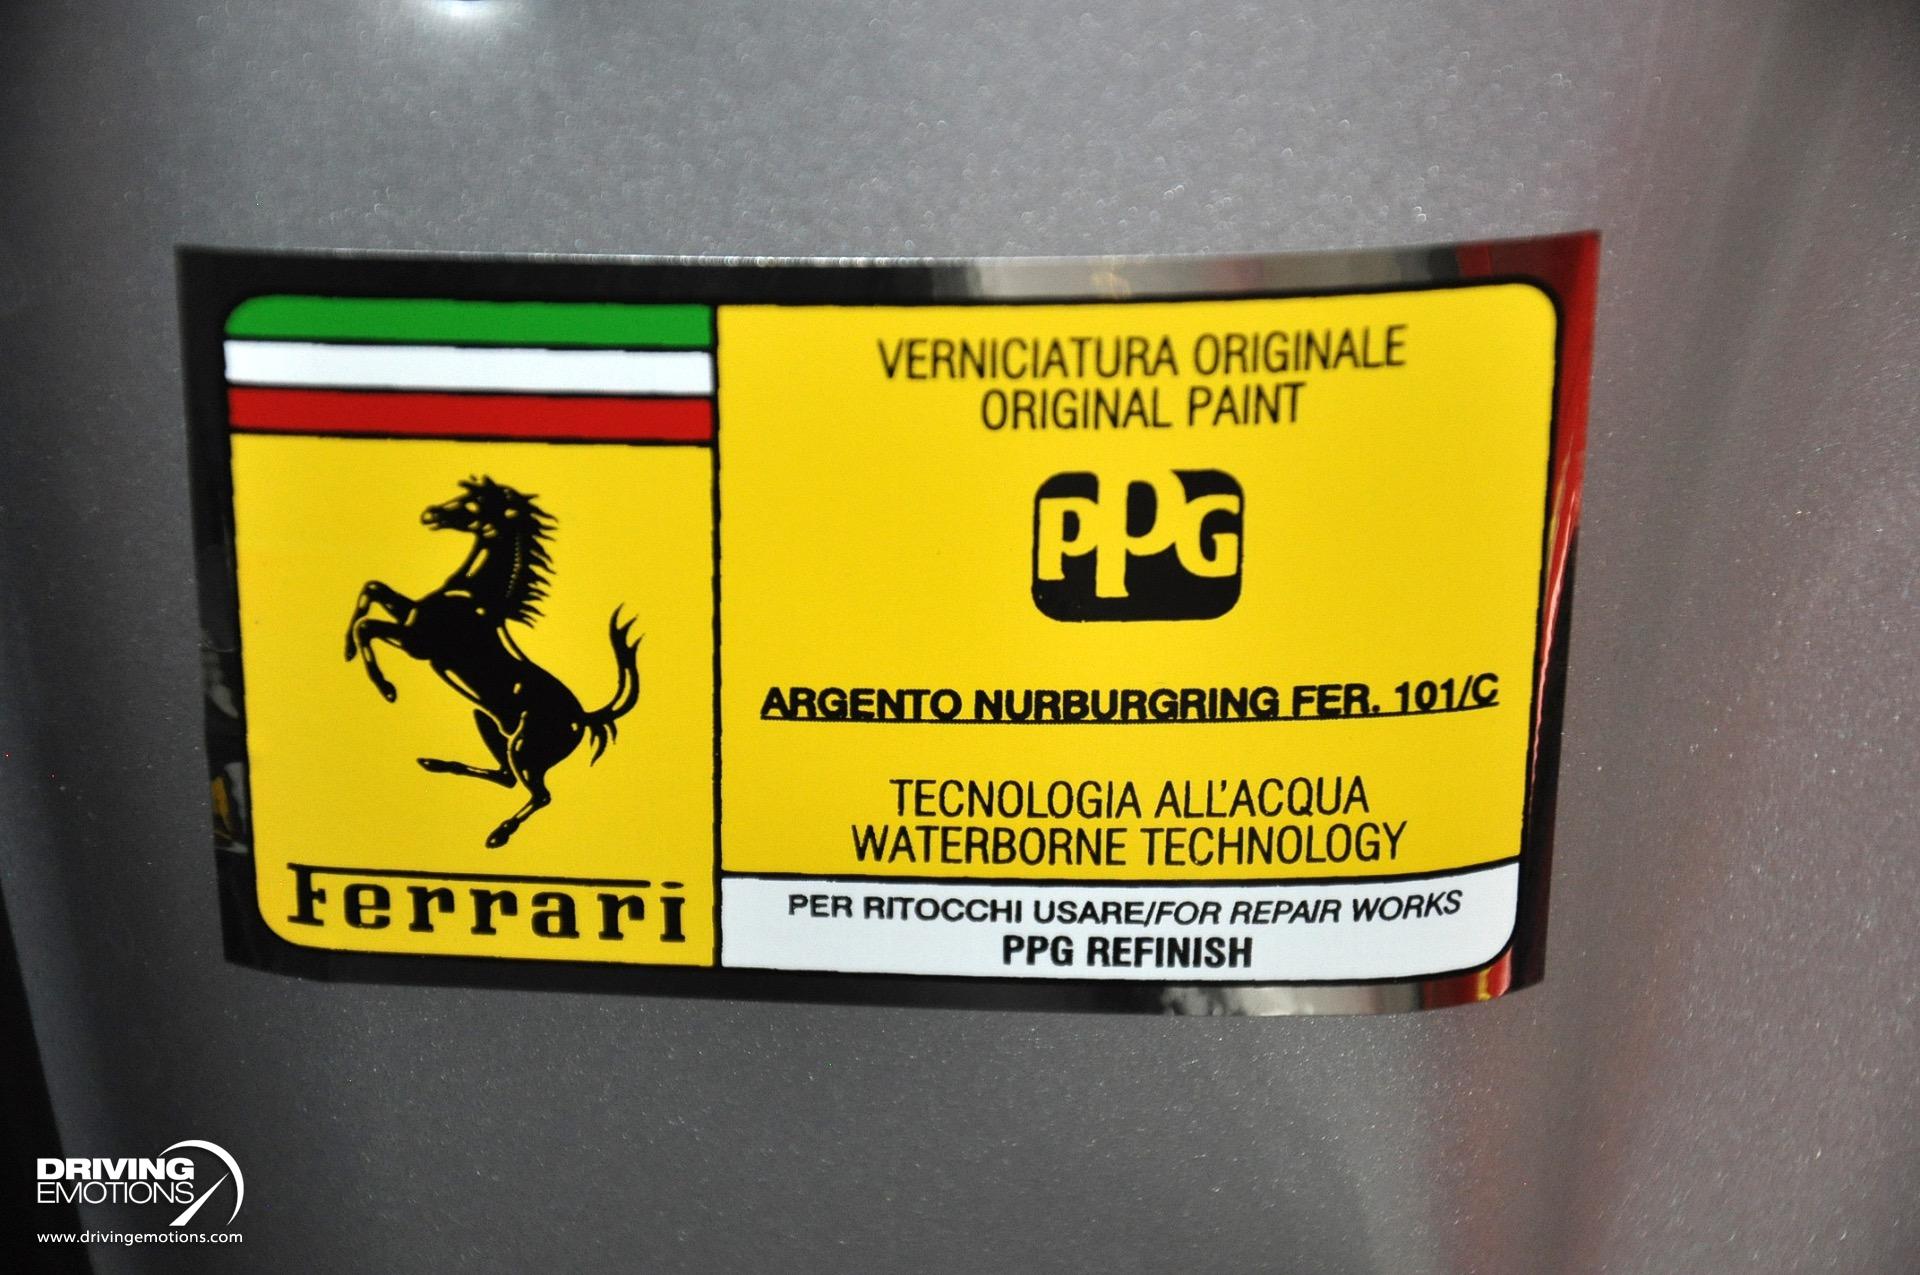 Ferrari
VERNICIATURA ORIGINALE
ORIGINAL PAINT
PPG
ARGENTO NURBURGRING FER. 101/C
TECNOLOGIA ALL'ACQUA
WATERBORNE TECHNOLOGY
PER RITOCCHI USARE/FOR REPAIR WORKS
PPG REFINISH
DRIVING
EMOTIONS
www.drivingemotions.com